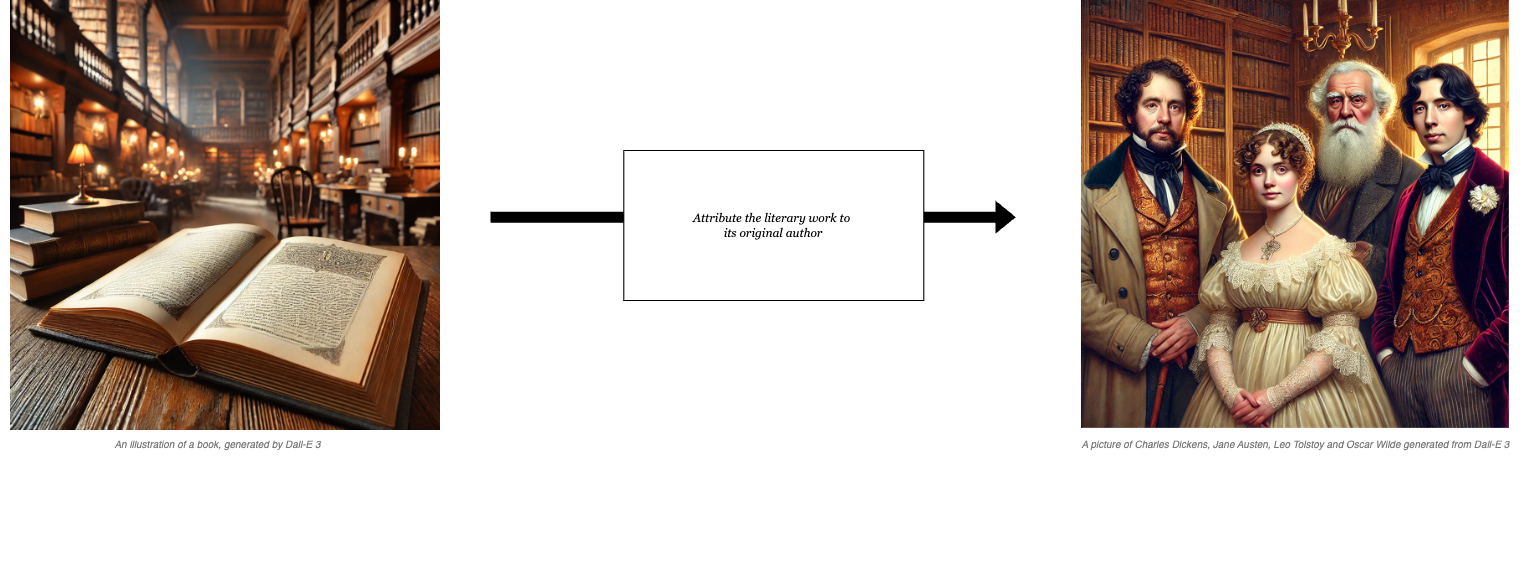 Attribute the literary work to
its original author
An illustration of a book, generated by Dall-E 3
A picture of Charles Dickens, Jane Austen, Leo Tolstoy and Oscar Wilde generated from Dall-E 3